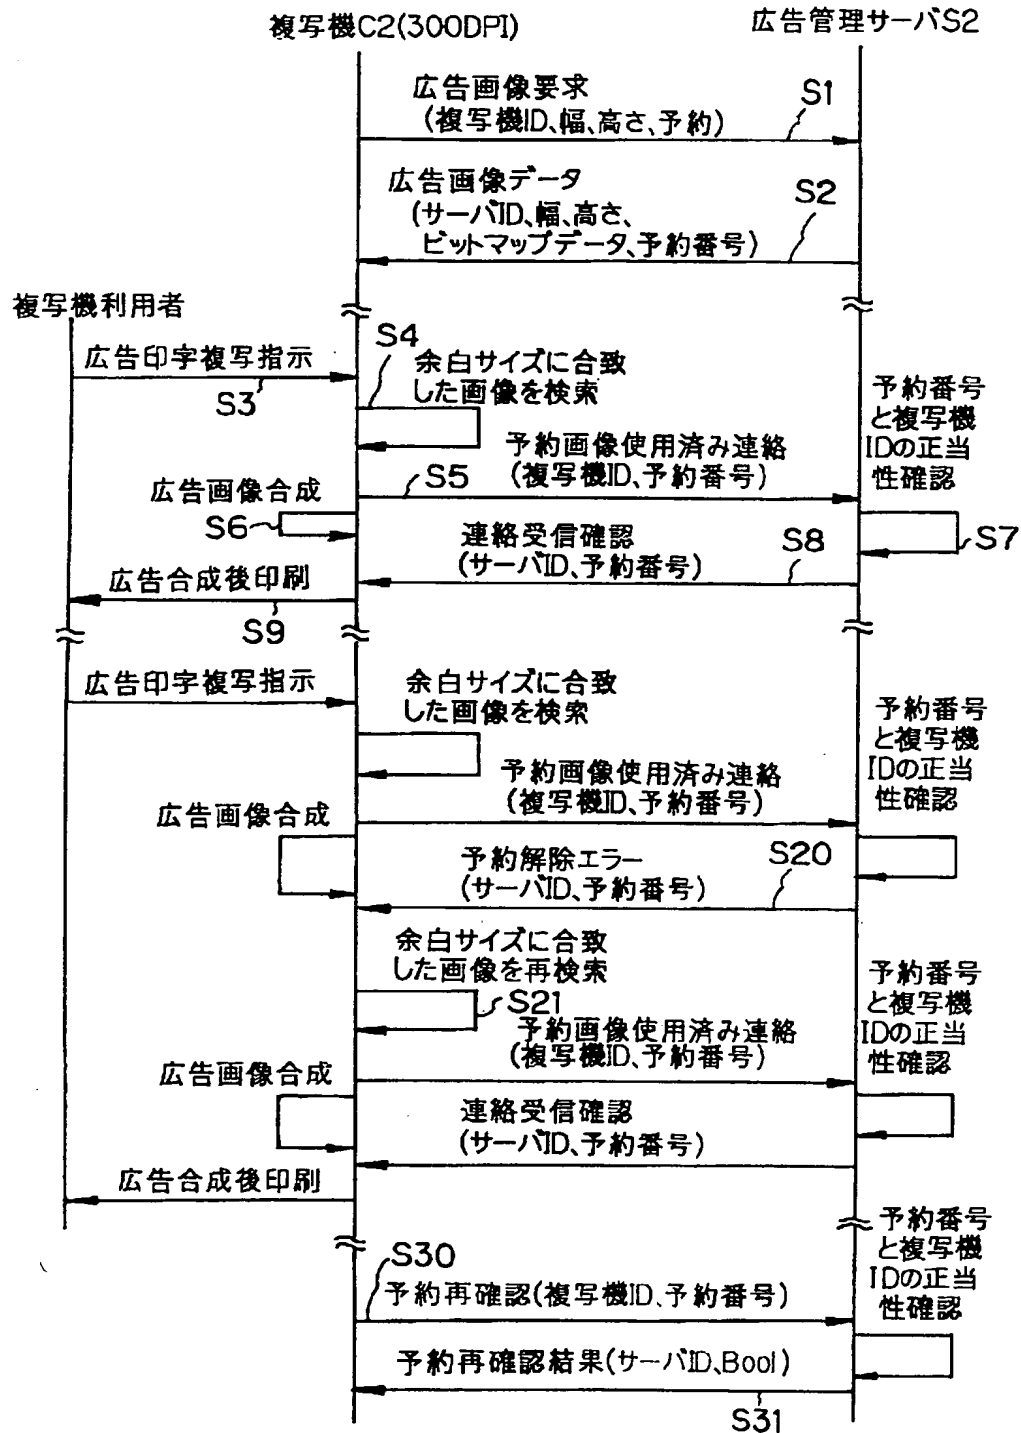 複写機C2(300DPI)
広告管理サーバS2
広告画像要求
(複写機ID、幅、高さ、予約)
S1
広告画像データ
(サーバID、幅、高さ、
ビットマップデータ、予約番号)
S2
複写機利用者
広告印字複写指示
S3
S4
余白サイズに合致
した画像を検索
予約画像使用済み連絡
(複写機ID、予約番号)
S5
予約番号
と複写機
IDの正当
性確認
広告画像合成
S6
S7
連絡受信確認
(サーバID、予約番号)
S8
広告合成後印刷
S9
広告印字複写指示
余白サイズに合致
した画像を検索
予約画像使用済み連絡
(複写機ID、予約番号)
予約番号
と複写機
IDの正当
性確認
広告画像合成
予約解除エラー
(サーバID、予約番号)
S20
余白サイズに合致
した画像を再検索
S21
予約画像使用済み連絡
(複写機ID、予約番号)
予約番号
と複写機
IDの正当
性確認
広告画像合成
連絡受信確認
(サーバID、予約番号)
広告合成後印刷
S30
予約再確認(複写機ID、予約番号)
予約番号
と複写機
IDの正当
性確認
予約再確認結果(サーバID、Bool)
S31